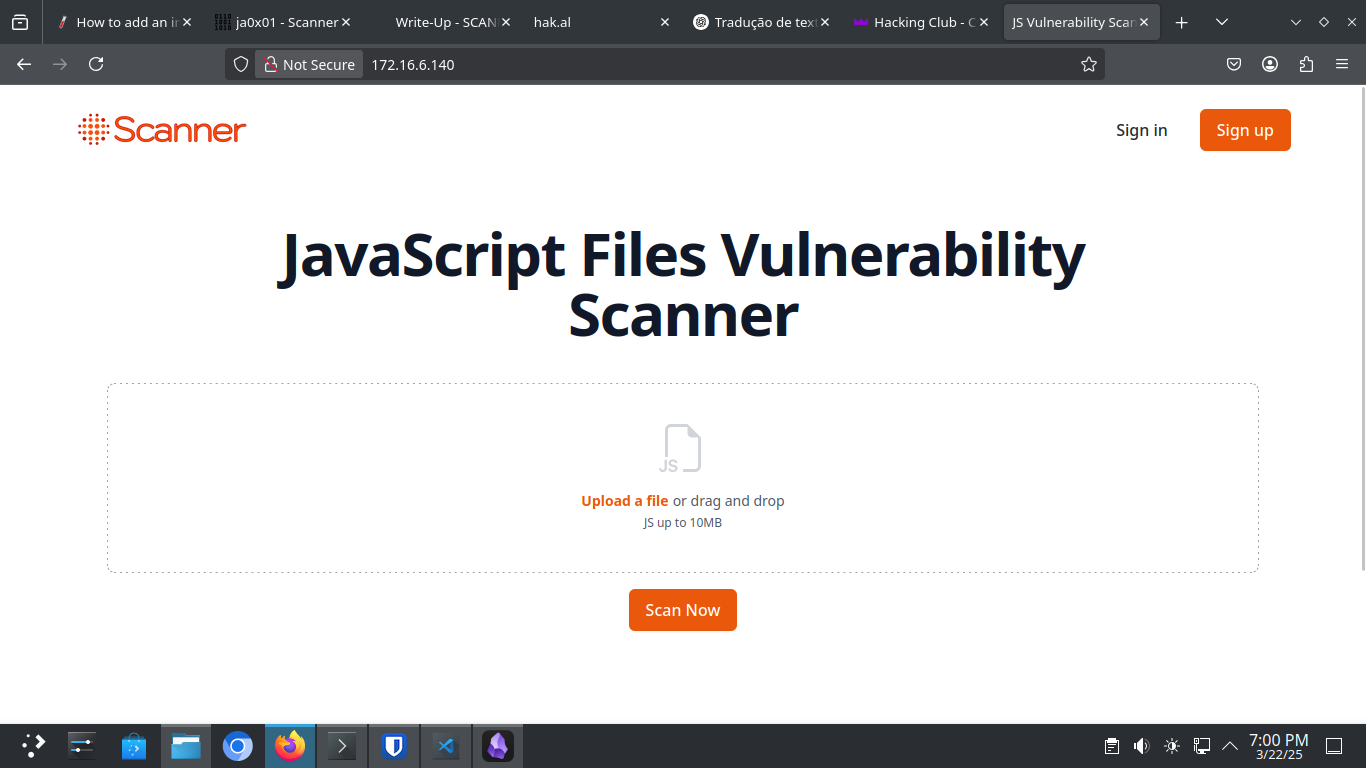 How to add an ir
ja0x01 - Scanner
Write-Up - SCAN
hak.al
Tradução de tex
Hacking Club - C
JS Vulnerability Scan
Not Secure
172.16.6.140
Scanner
Sign in
Sign up
JavaScript Files Vulnerability
Scanner
JS
Upload a file or drag and drop
JS up to 10MB
Scan Now
7:00 PM
3/22/25